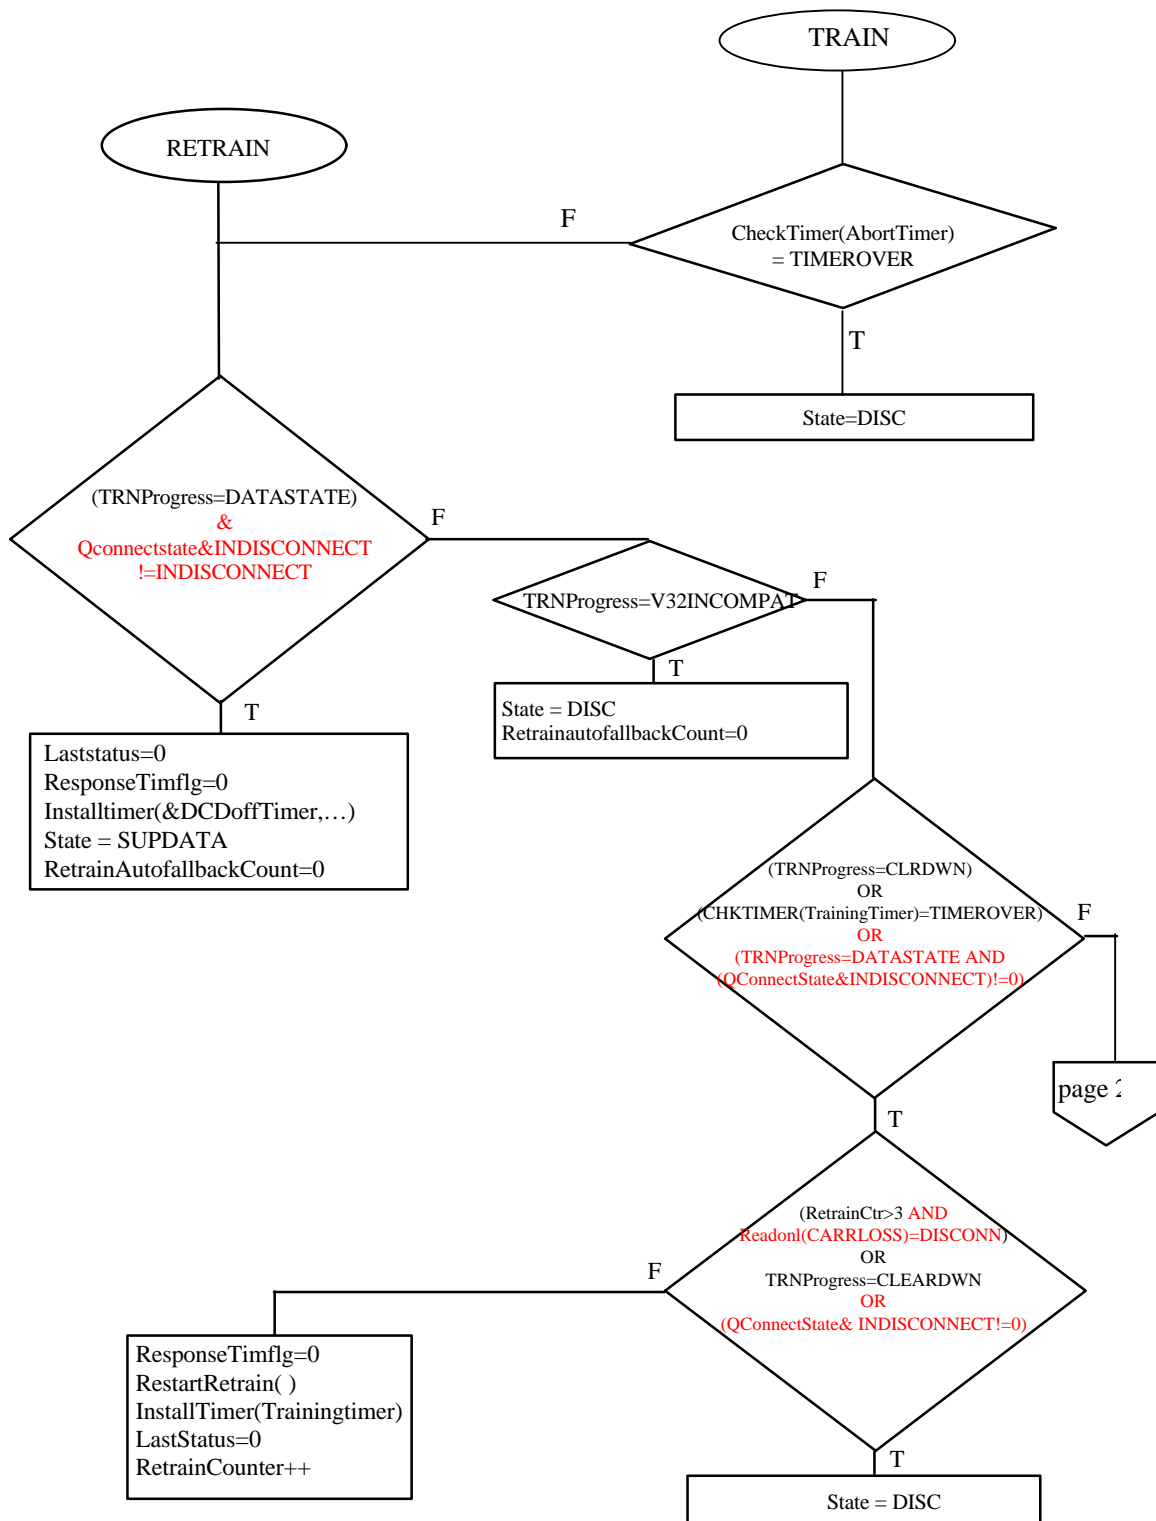 TRAIN
RETRAIN
F
CheckTimer(AbortTimer)
= TIMEROVER
T
State=DISC
(TRNProgress=DATASTATE)
&
Qconnectstate&INDISCONNECT
!=INDISCONNECT
F
TRNProgress=V32INCOMPAT
F
T
State = DISC
RetrainautofallbackCount=0
T
Laststatus=0
ResponseTimflg=0
Installtimer(&DCDoffTimer,…)
State = SUPDATA
RetrainAutofallbackCount=0
(TRNProgress=CLRDWN)
OR
(CHKTIMER(TrainingTimer)=TIMEROVER)
OR
(TRNProgress=DATASTATE AND
(QConnectState&INDISCONNECT)!=0)
F
page 2
T
(RetrainCtr>3 AND
Readonl(CARRLOSS)=DISCONN)
OR
TRNProgress=CLEARDWN
OR
(QConnectState& INDISCONNECT!=0)
F
ResponseTimflg=0
RestartRetrain( )
InstallTimer(Trainingtimer)
LastStatus=0
RetrainCounter++
T
State = DISC